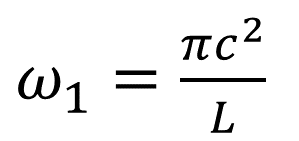 ω₁ = πc²/L